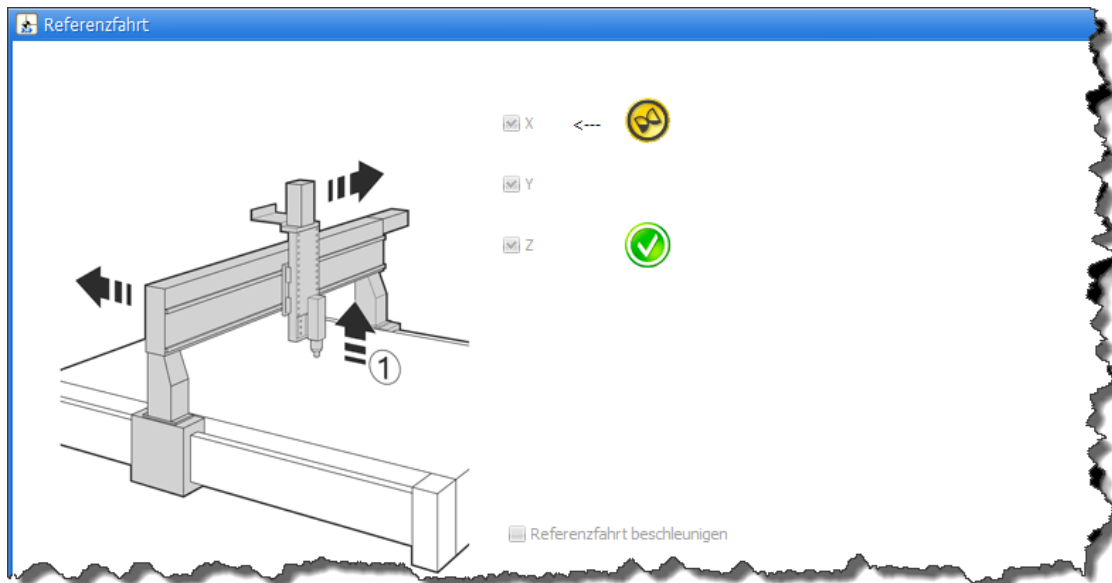 Referenzfahrt
X <---
Y
Z
1
Referenzfahrt beschleunigen